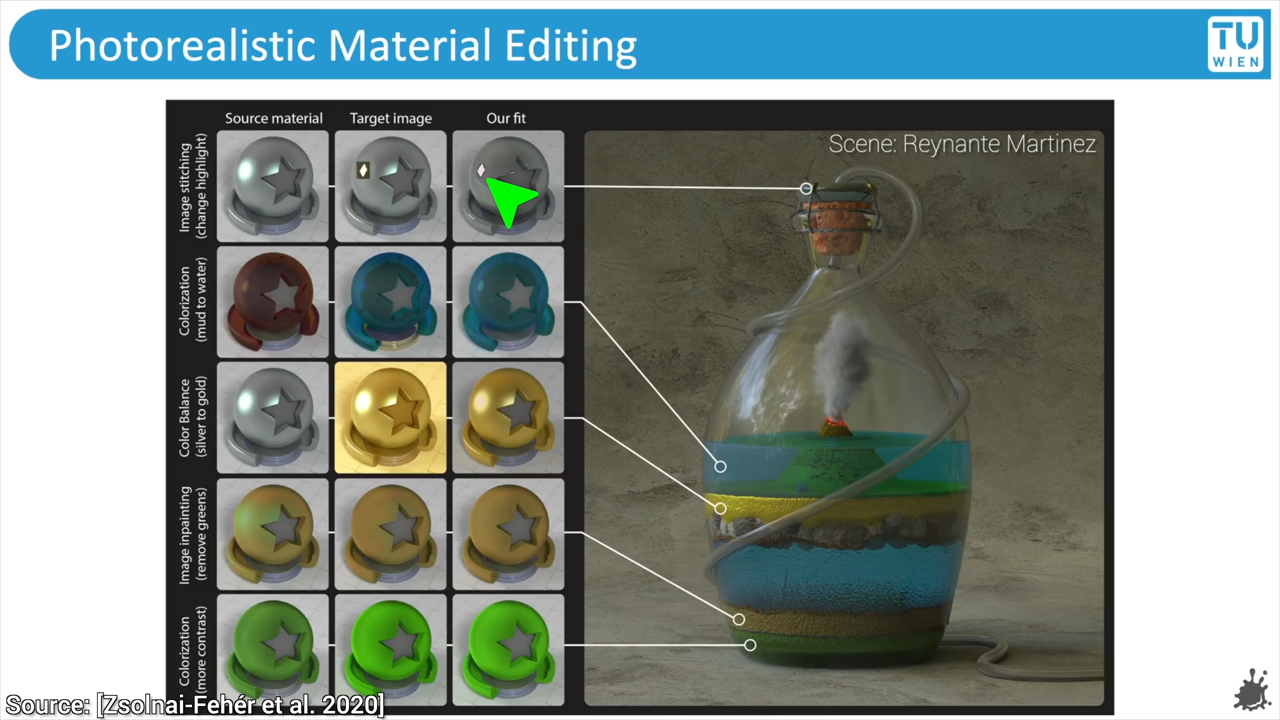 Photorealistic Material Editing
TU
WIEN
Source material
Target image
Our fit
Scene: Reynante Martinez
Image stitching
(change highlight)
Colorization
(mud to water)
Color Balance
(silver to gold)
Image inpainting
(remove greens)
Colorization
(more contrast)
Source: [Zsolnai-Fehér et al. 2020]